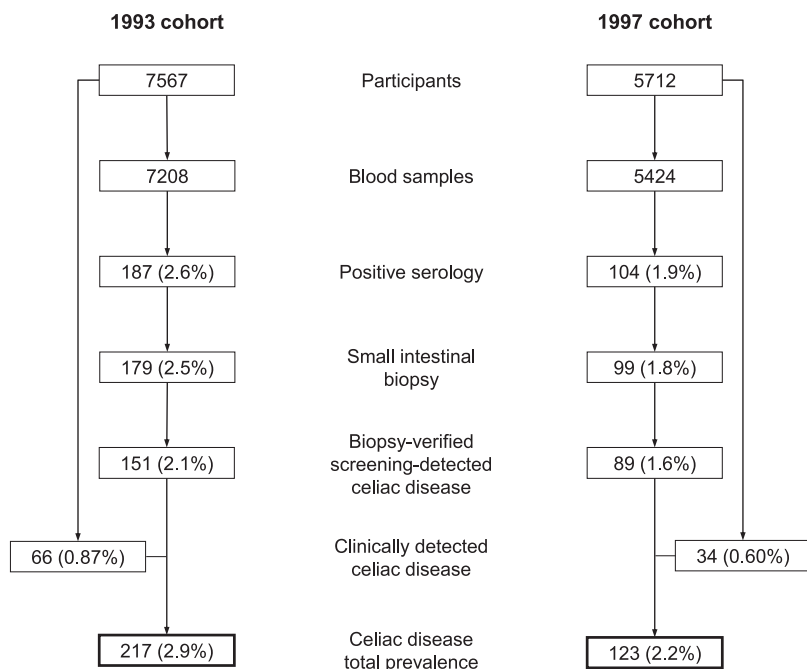 1993 cohort
1997 cohort
7567
Participants
5712
7208
Blood samples
5424
187 (2.6%)
Positive serology
104 (1.9%)
179 (2.5%)
Small intestinal
biopsy
99 (1.8%)
151 (2.1%)
Biopsy-verified
screening-detected
celiac disease
89 (1.6%)
66 (0.87%)
Clinically detected
celiac disease
34 (0.60%)
217 (2.9%)
Celiac disease
total prevalence
123 (2.2%)